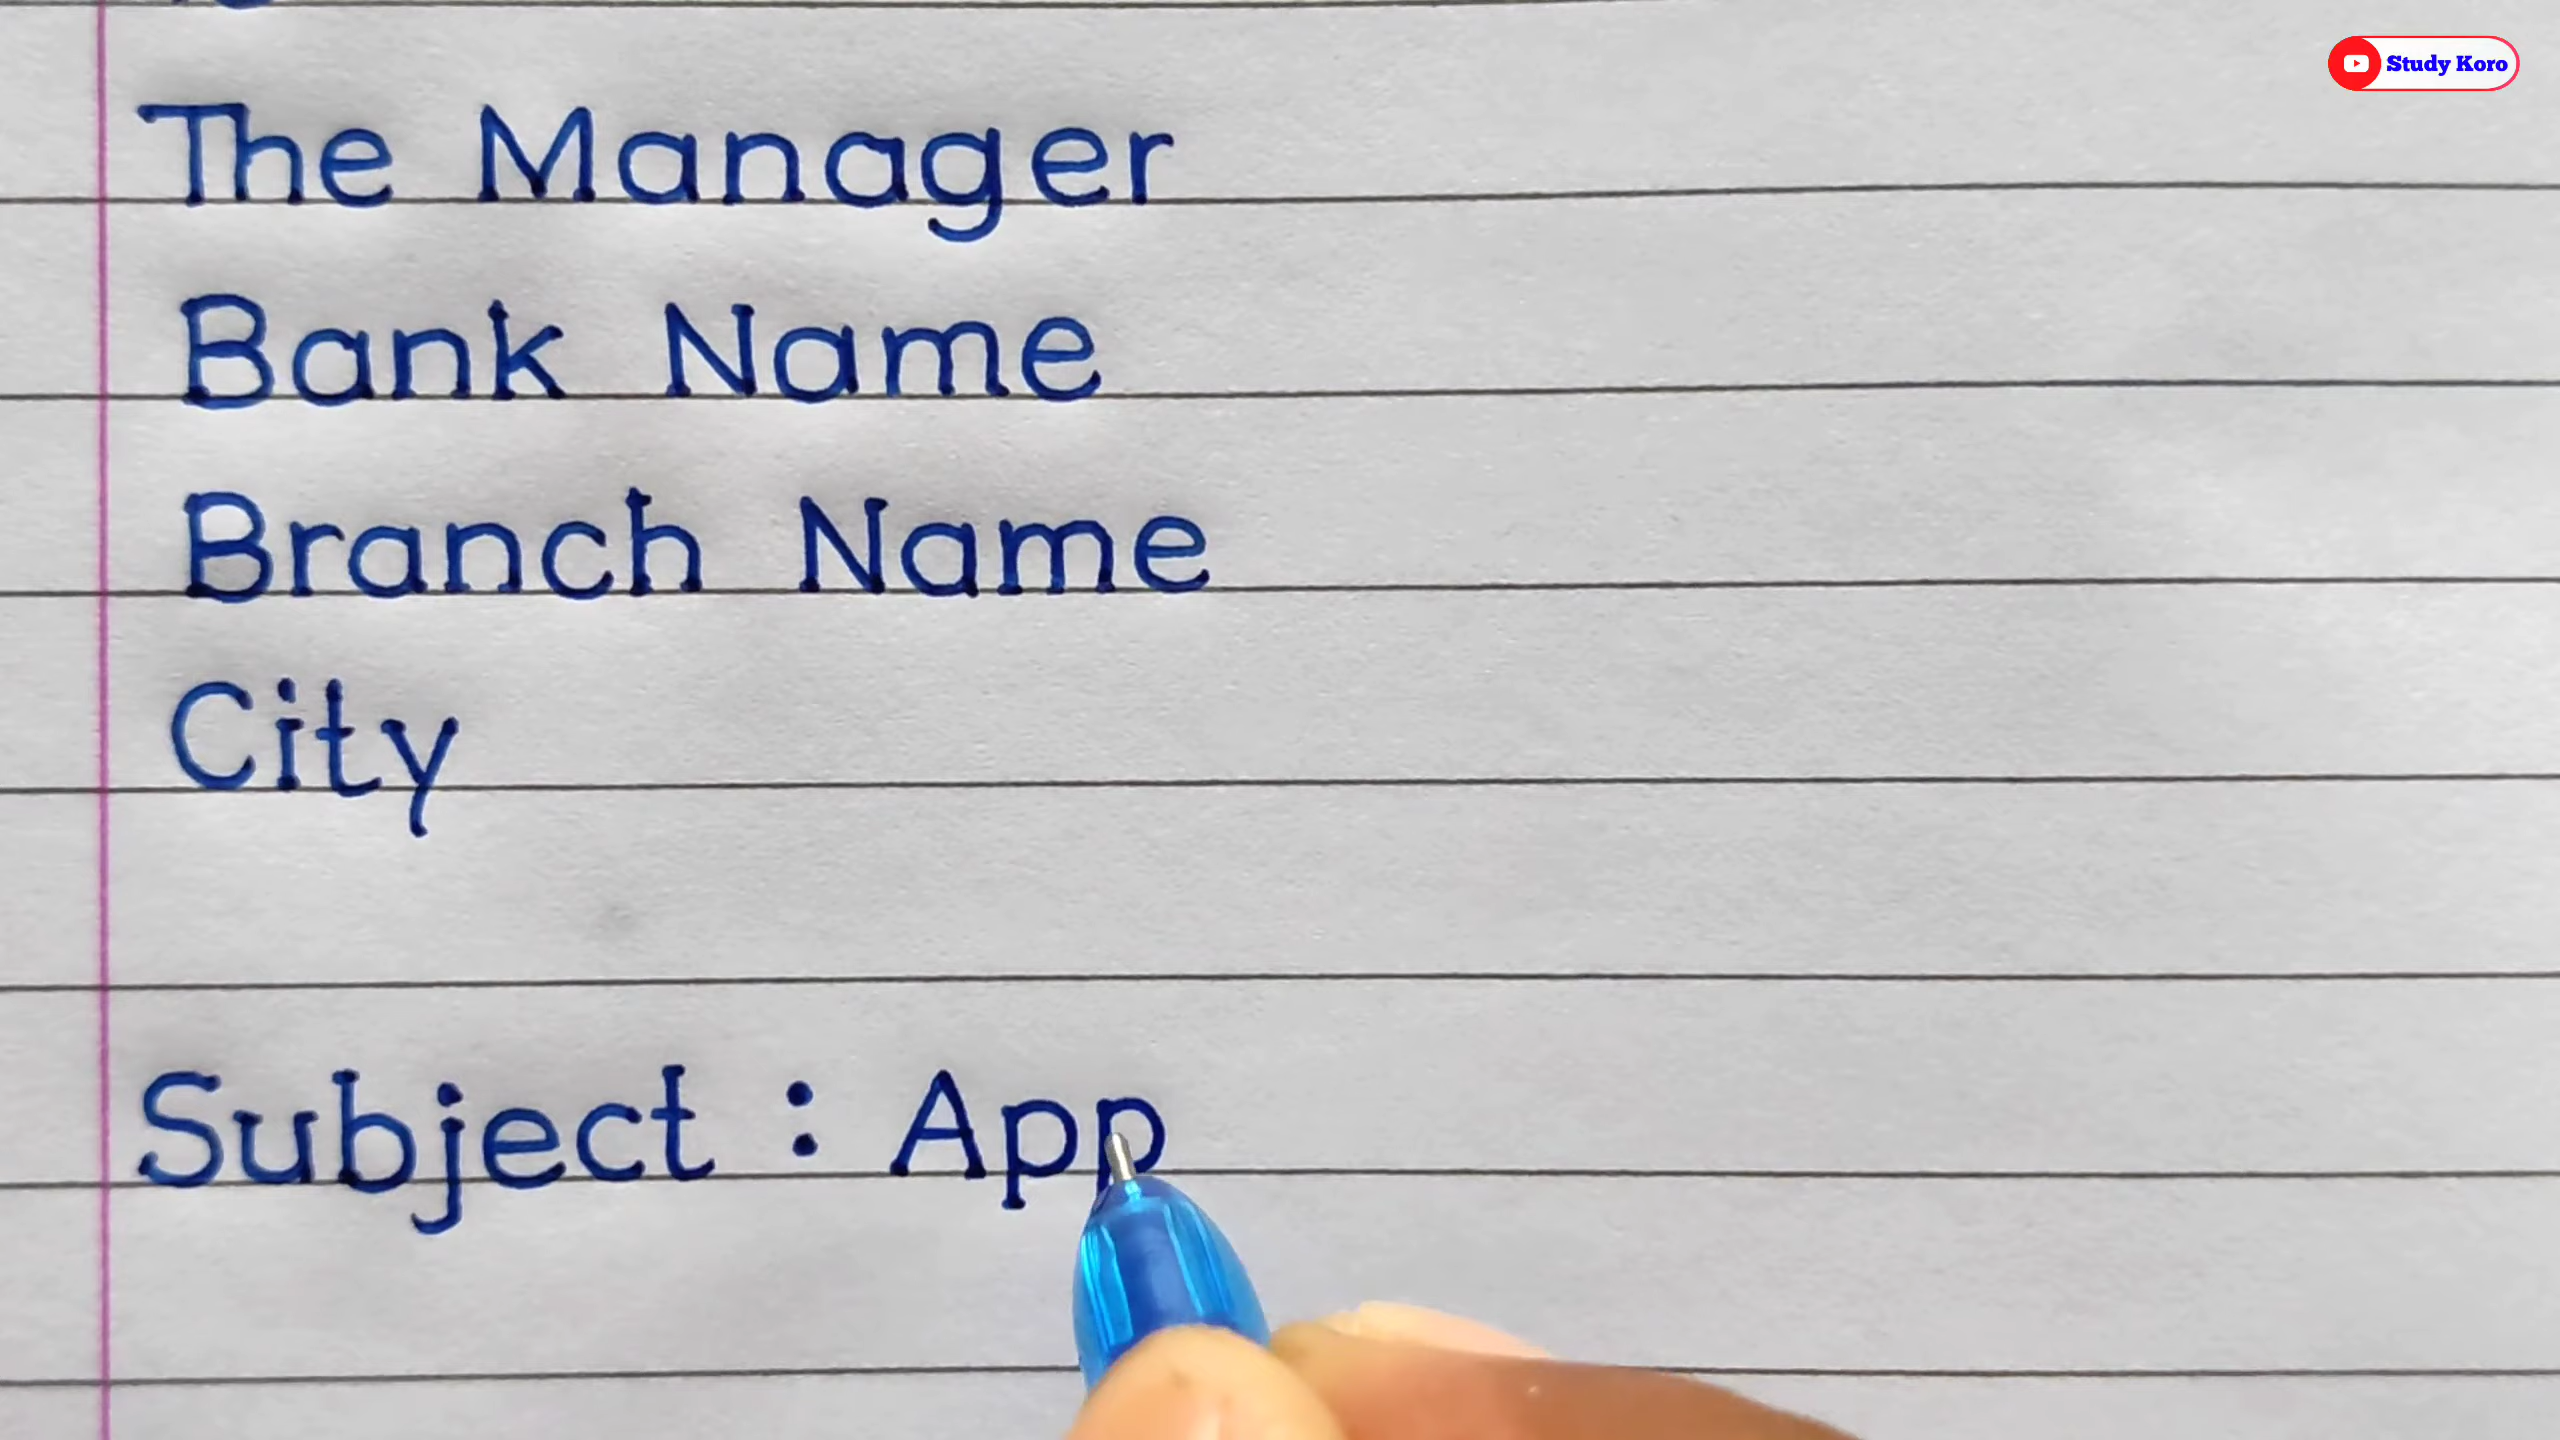 Study Koro
The Manager
Bank Name
Branch Name
City
Subject : App